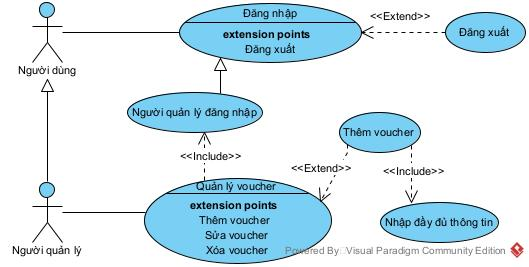 Đăng nhập
extension points
Đăng xuất
<<Extend>>
Đăng xuất
Người dùng
Người quản lý đăng nhập
Thêm voucher
<<Include>>
<<Extend>>
<<Include>>
Quản lý voucher
extension points
Thêm voucher
Sửa voucher
Xóa voucher
Nhập đầy đủ thông tin
Người quản lý
Powered By Visual Paradigm Community Edition